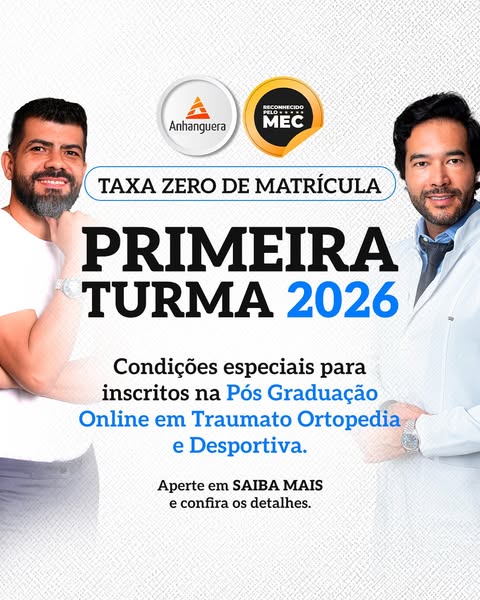 Anhanguera
RECONHECIDO
PELO
MEC
TAXA ZERO DE MATRÍCULA
PRIMEIRA
TURMA 2026
Condições especiais para
inscritos na Pós Graduação
Online em Traumato Ortopedia
e Desportiva.
Aperte em SAIBA MAIS
e confira os detalhes.